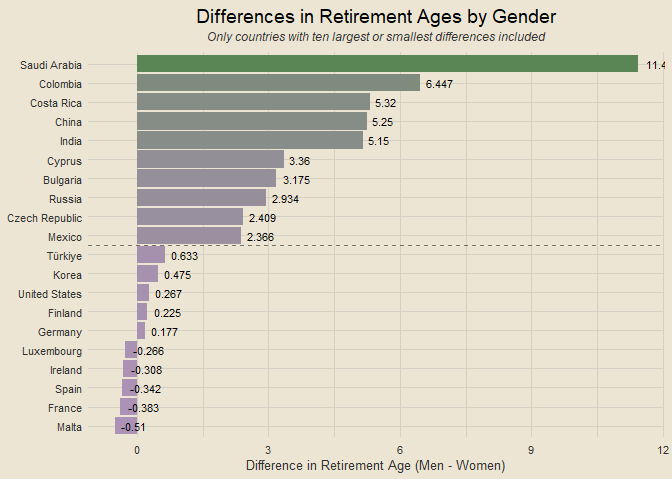 Differences in Retirement Ages by Gender
Only countries with ten largest or smallest differences included
Saudi Arabia 11.4
Colombia 6.447
Costa Rica 5.32
China 5.25
India 5.15
Cyprus 3.36
Bulgaria 3.175
Russia 2.934
Czech Republic 2.409
Mexico 2.366
Türkiye 0.633
Korea 0.475
United States 0.267
Finland 0.225
Germany 0.177
Luxembourg -0.266
Ireland -0.308
Spain -0.342
France -0.383
Malta -0.51
0 3 6 9 12
Difference in Retirement Age (Men - Women)